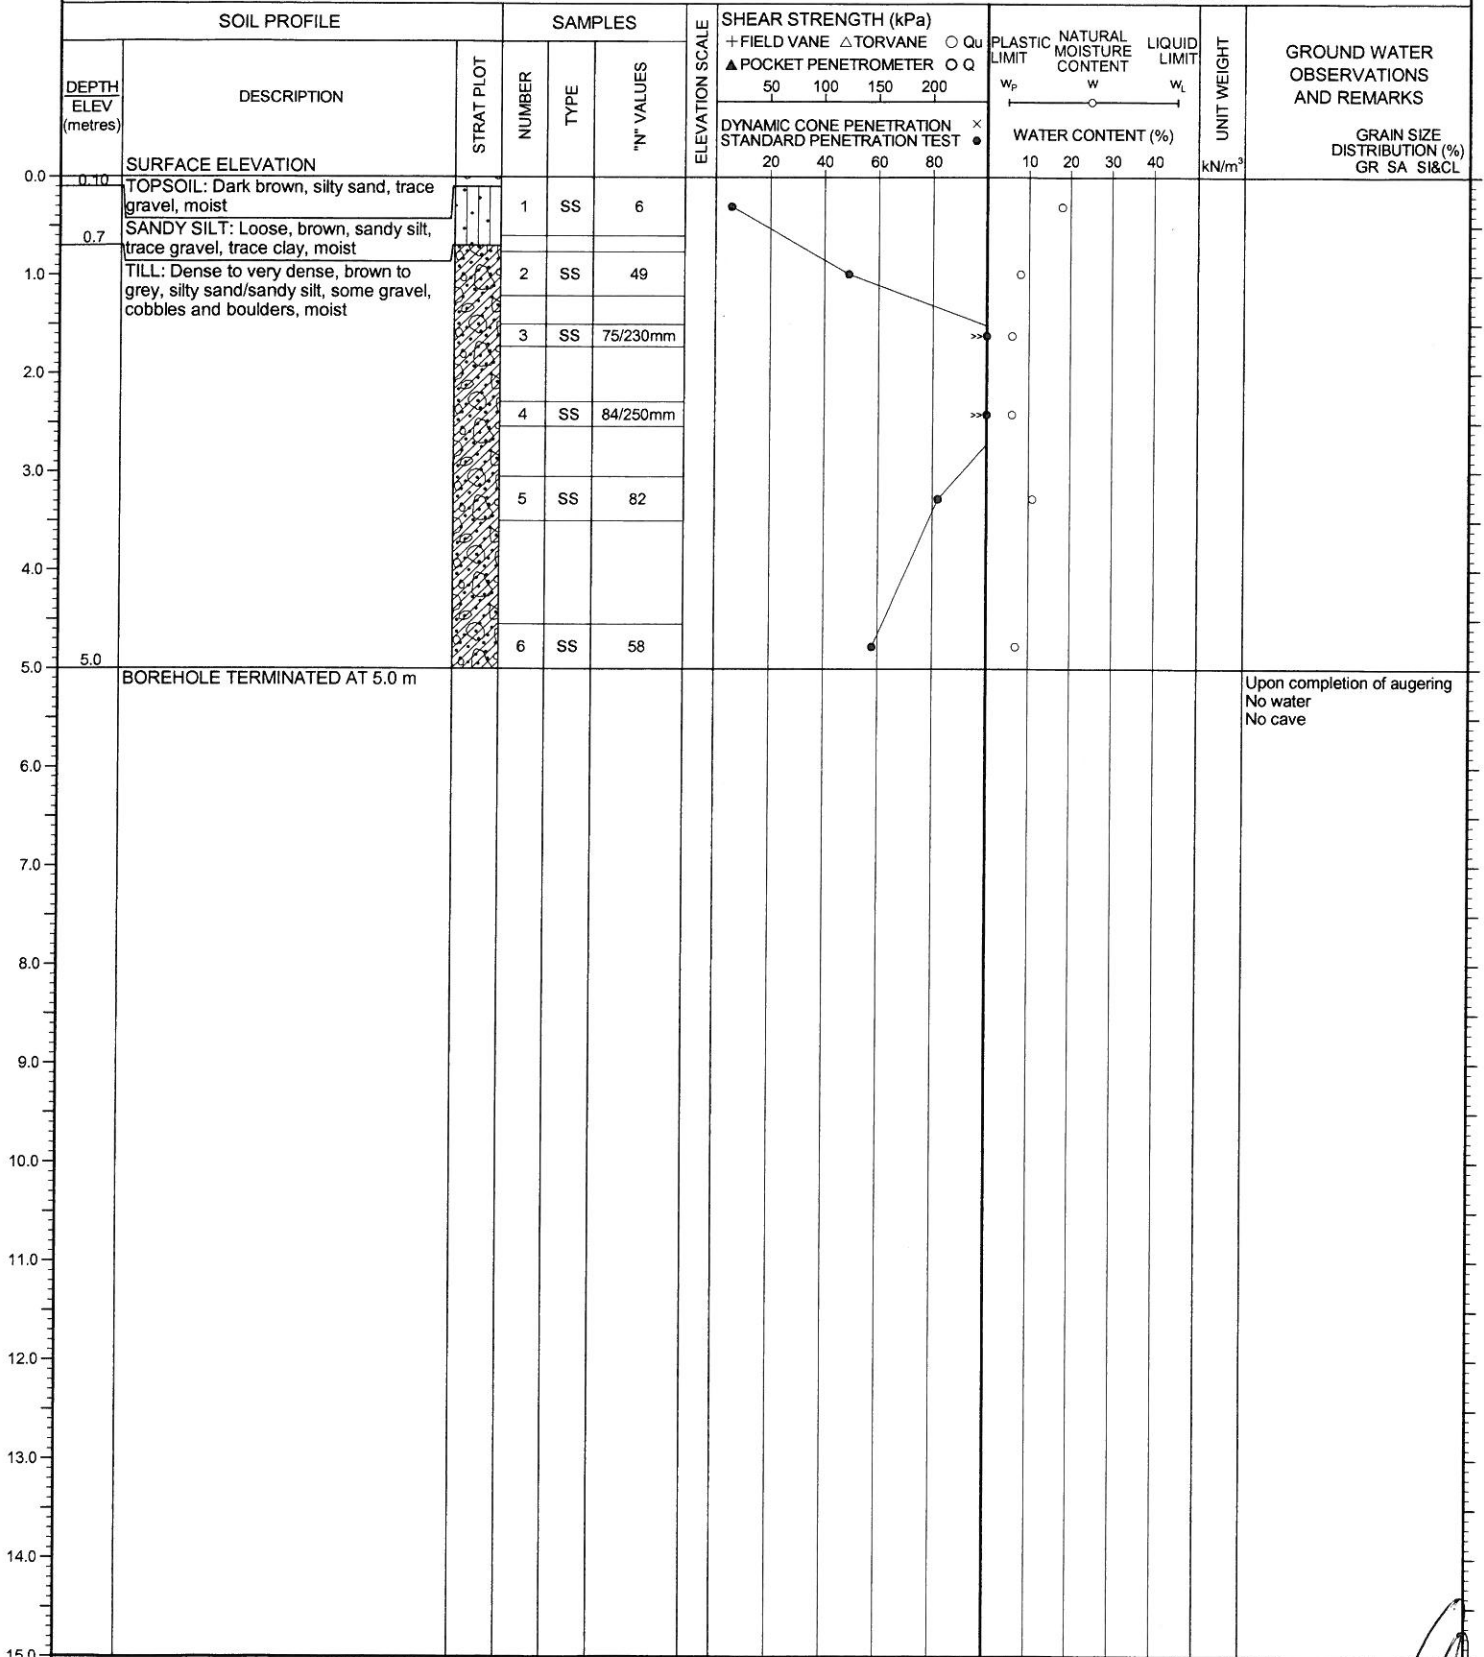 SOIL PROFILE
SAMPLES
DEPTH
ELEV
(metres)
DESCRIPTION
STRAT PLOT
NUMBER
TYPE
"N" VALUES
ELEVATION SCALE
SHEAR STRENGTH (kPa)
+ FIELD VANE △ TORVANE ○ Qu
▲ POCKET PENETROMETER ○ Q
50 100 150 200
DYNAMIC CONE PENETRATION ×
STANDARD PENETRATION TEST ●
20 40 60 80
PLASTIC LIMIT
NATURAL MOISTURE CONTENT
LIQUID LIMIT
WP W WL
WATER CONTENT (%)
10 20 30 40
UNIT WEIGHT
kN/m³
GROUND WATER
OBSERVATIONS
AND REMARKS
GRAIN SIZE
DISTRIBUTION (%)
GR SA SI&CL
SURFACE ELEVATION
0.0
0.10
TOPSOIL: Dark brown, silty sand, trace
gravel, moist
1 SS 6
0.7
SANDY SILT: Loose, brown, sandy silt,
trace gravel, trace clay, moist
1.0
TILL: Dense to very dense, brown to
grey, silty sand/sandy silt, some gravel,
cobbles and boulders, moist
2 SS 49
3 SS 75/230mm >>
2.0
4 SS 84/250mm >>
3.0
5 SS 82
4.0
6 SS 58
5.0 5.0
BOREHOLE TERMINATED AT 5.0 m
Upon completion of augering
No water
No cave
6.0
7.0
8.0
9.0
10.0
11.0
12.0
13.0
14.0
15.0